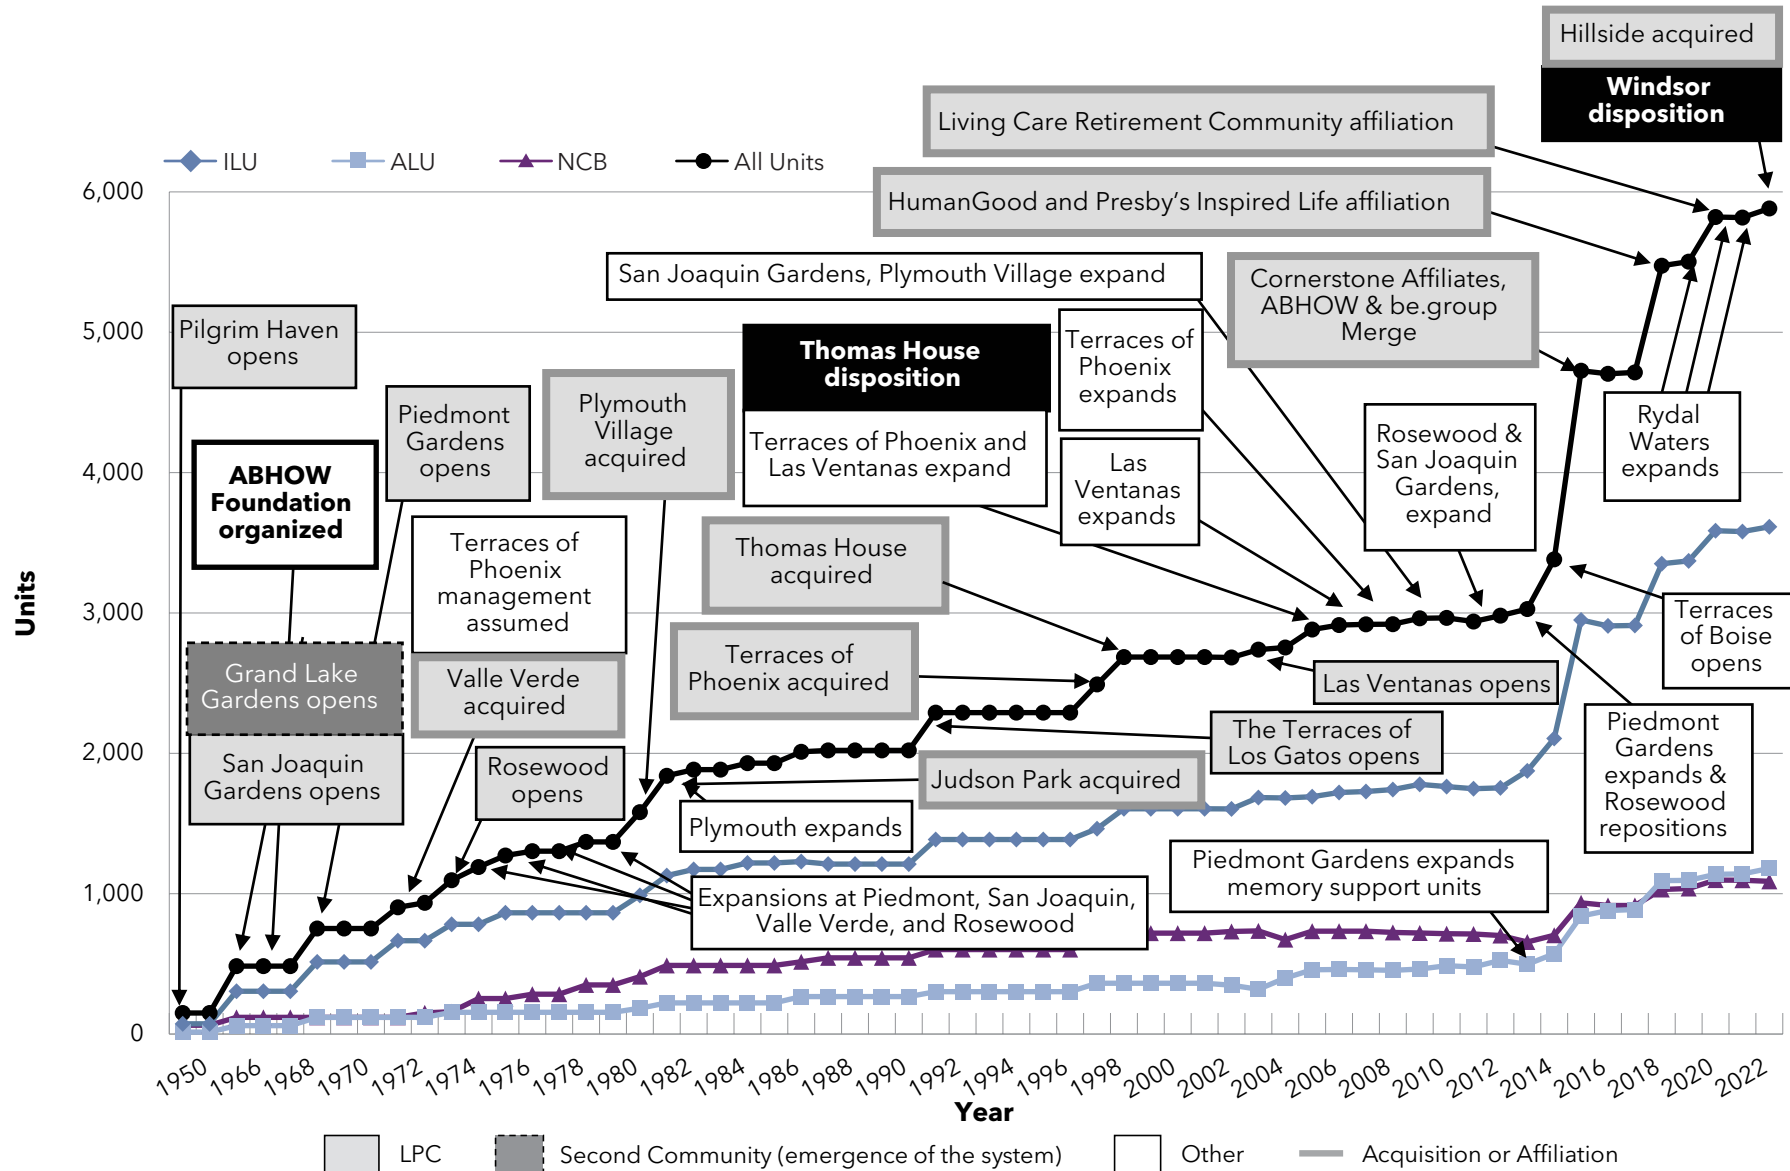 Hillside acquired
Windsor
disposition
Living Care Retirement Community affiliation
ILU
ALU
NCB
All Units
HumanGood and Presby's Inspired Life affiliation
San Joaquin Gardens, Plymouth Village expand
Cornerstone Affiliates,
ABHOW & be.group
Merge
Pilgrim Haven
opens
Thomas House
disposition
Terraces of
Phoenix
expands
Piedmont
Gardens
opens
Plymouth
Village
acquired
Terraces of Phoenix and
Las Ventanas expand
Las
Ventanas
expands
Rosewood &
San Joaquin
Gardens,
expand
Rydal
Waters
expands
ABHOW
Foundation
organized
Terraces of
Phoenix
management
assumed
Thomas House
acquired
Terraces
of Boise
opens
Grand Lake
Gardens opens
Valle Verde
acquired
Terraces of
Phoenix acquired
Las Ventanas opens
San Joaquin
Gardens opens
Rosewood
opens
The Terraces of
Los Gatos opens
Piedmont
Gardens
expands &
Rosewood
repositions
Judson Park acquired
Plymouth expands
Piedmont Gardens expands
memory support units
Expansions at Piedmont, San Joaquin,
Valle Verde, and Rosewood
Units
6,000
5,000
4,000
3,000
2,000
1,000
0
1950
1966
1968
1970
1972
1974
1976
1978
1980
1982
1984
1986
1988
1990
1992
1994
1996
1998
2000
2002
2004
2006
2008
2010
2012
2014
2016
2018
2020
2022
Year
LPC
Second Community (emergence of the system)
Other
Acquisition or Affiliation